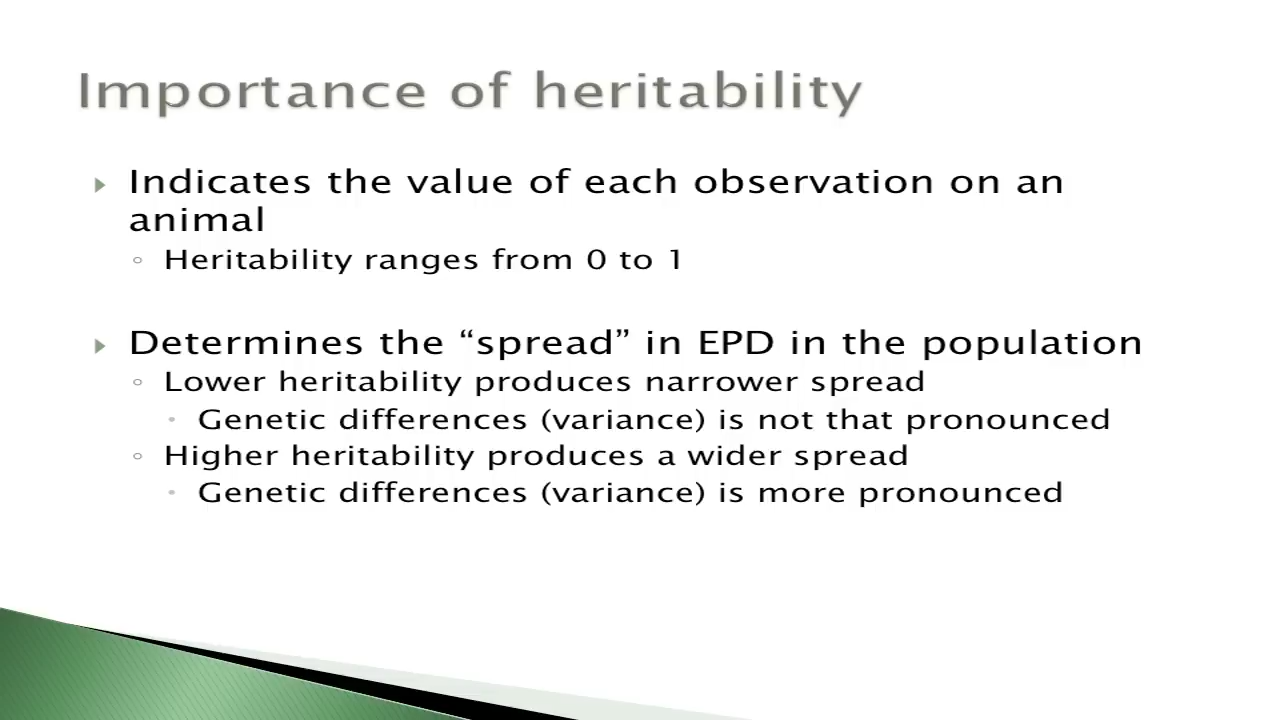 Importance of heritability
Indicates the value of each observation on an
animal
Heritability ranges from 0 to 1
Determines the “spread” in EPD in the population
Lower heritability produces narrower spread
Genetic differences (variance) is not that pronounced
Higher heritability produces a wider spread
Genetic differences (variance) is more pronounced